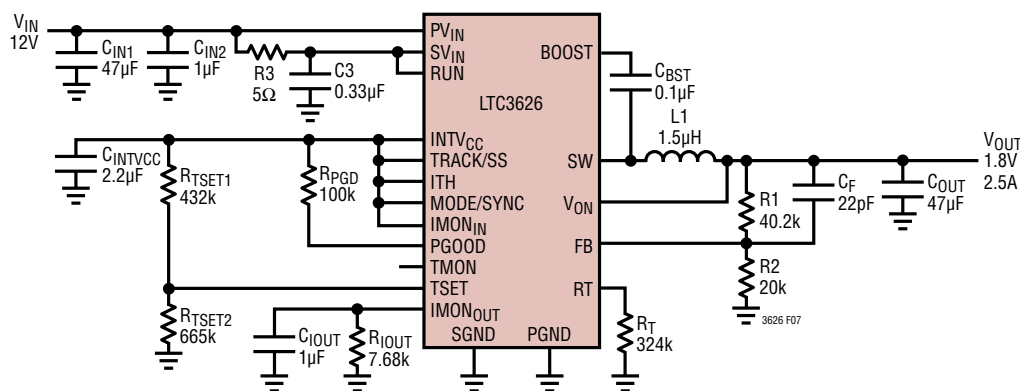 VIN
12V
CIN1
47µF
CIN2
1µF
R3
5Ω
C3
0.33µF
PVIN
SVIN
RUN
BOOST
LTC3626
CBST
0.1µF
L1
1.5µH
CINTVCC
2.2µF
RTSET1
432k
RPGD
100k
INTVCC
TRACK/SS
ITH
MODE/SYNC
IMONIN
PGOOD
TMON
TSET
IMONOUT
SW
VON
FB
RT
VOUT
1.8V
2.5A
R1
40.2k
CF
22pF
COUT
47µF
R2
20k
3626 F07
RTSET2
665k
CIOUT
1µF
RIOUT
7.68k
SGND
PGND
RT
324k